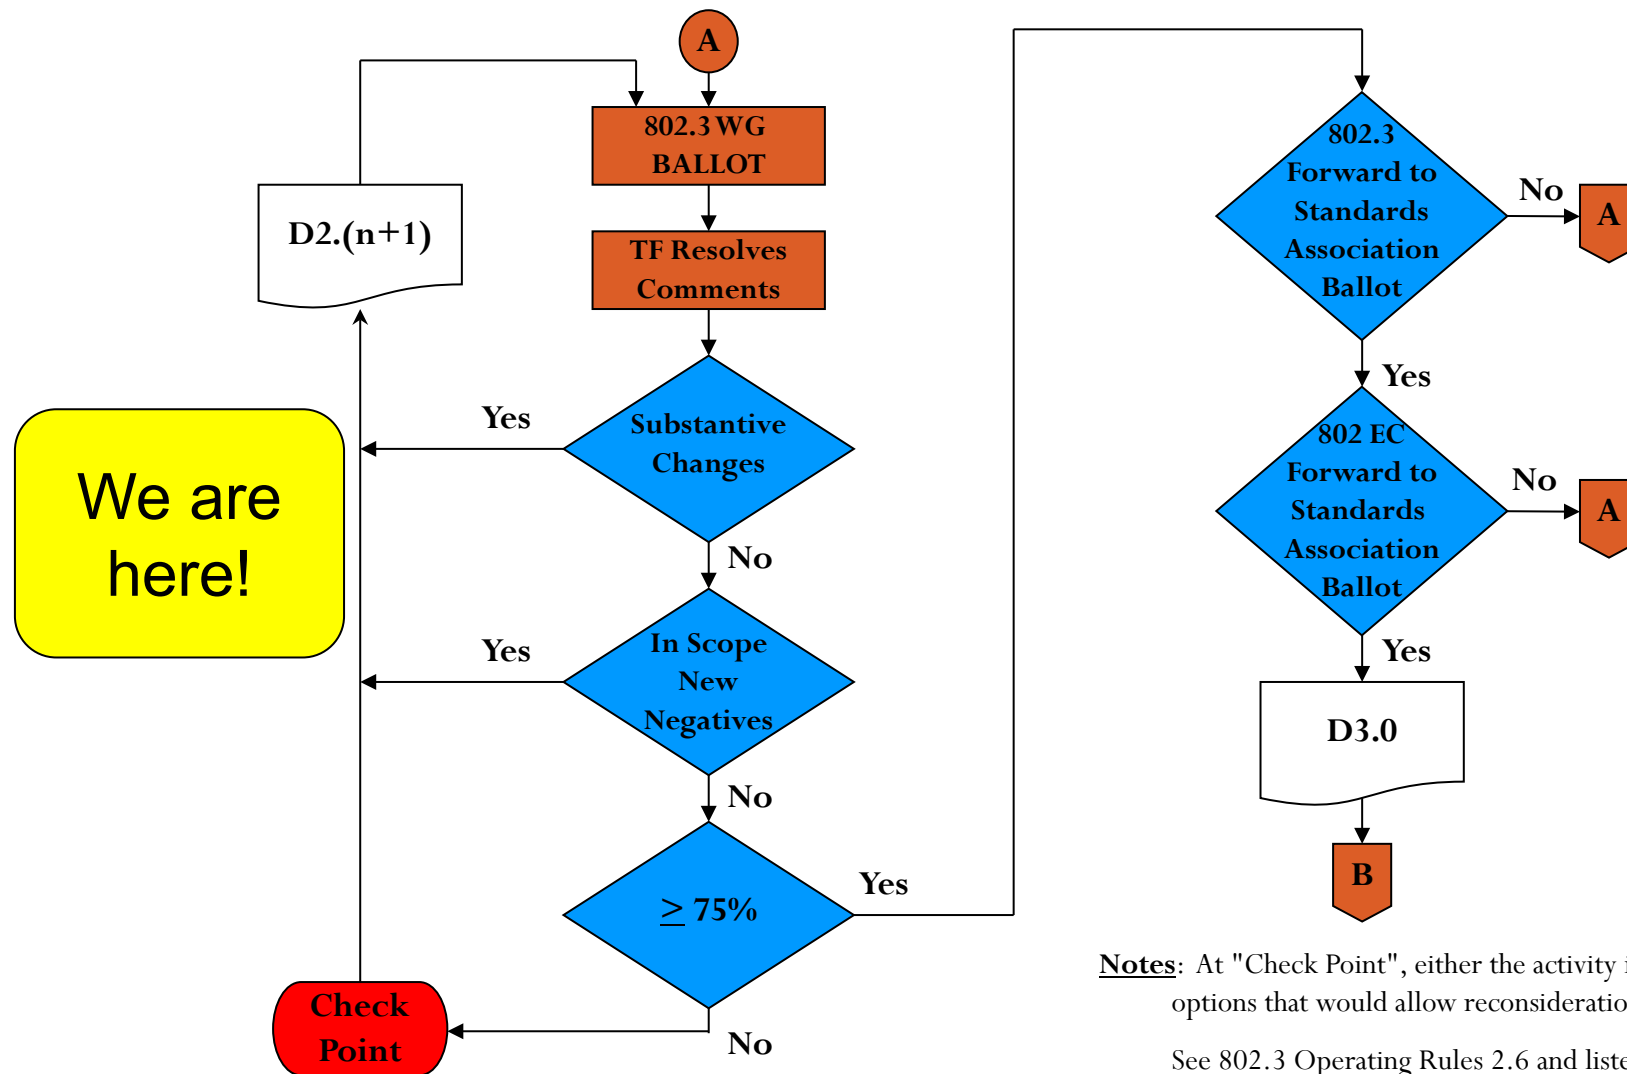 A
802.3 WG
BALLOT
D2.(n+1)
TF Resolves
Comments
Yes
Substantive
Changes
No
We are
here!
Yes
In Scope
New
Negatives
No
≥ 75%
Yes
No
Check
Point
802.3
Forward to
Standards
Association
Ballot
No
A
Yes
802 EC
Forward to
Standards
Association
Ballot
No
A
Yes
D3.0
B
Notes: At "Check Point", either the activity
options that would allow
See 802.3 Operating Rules 2.6 and